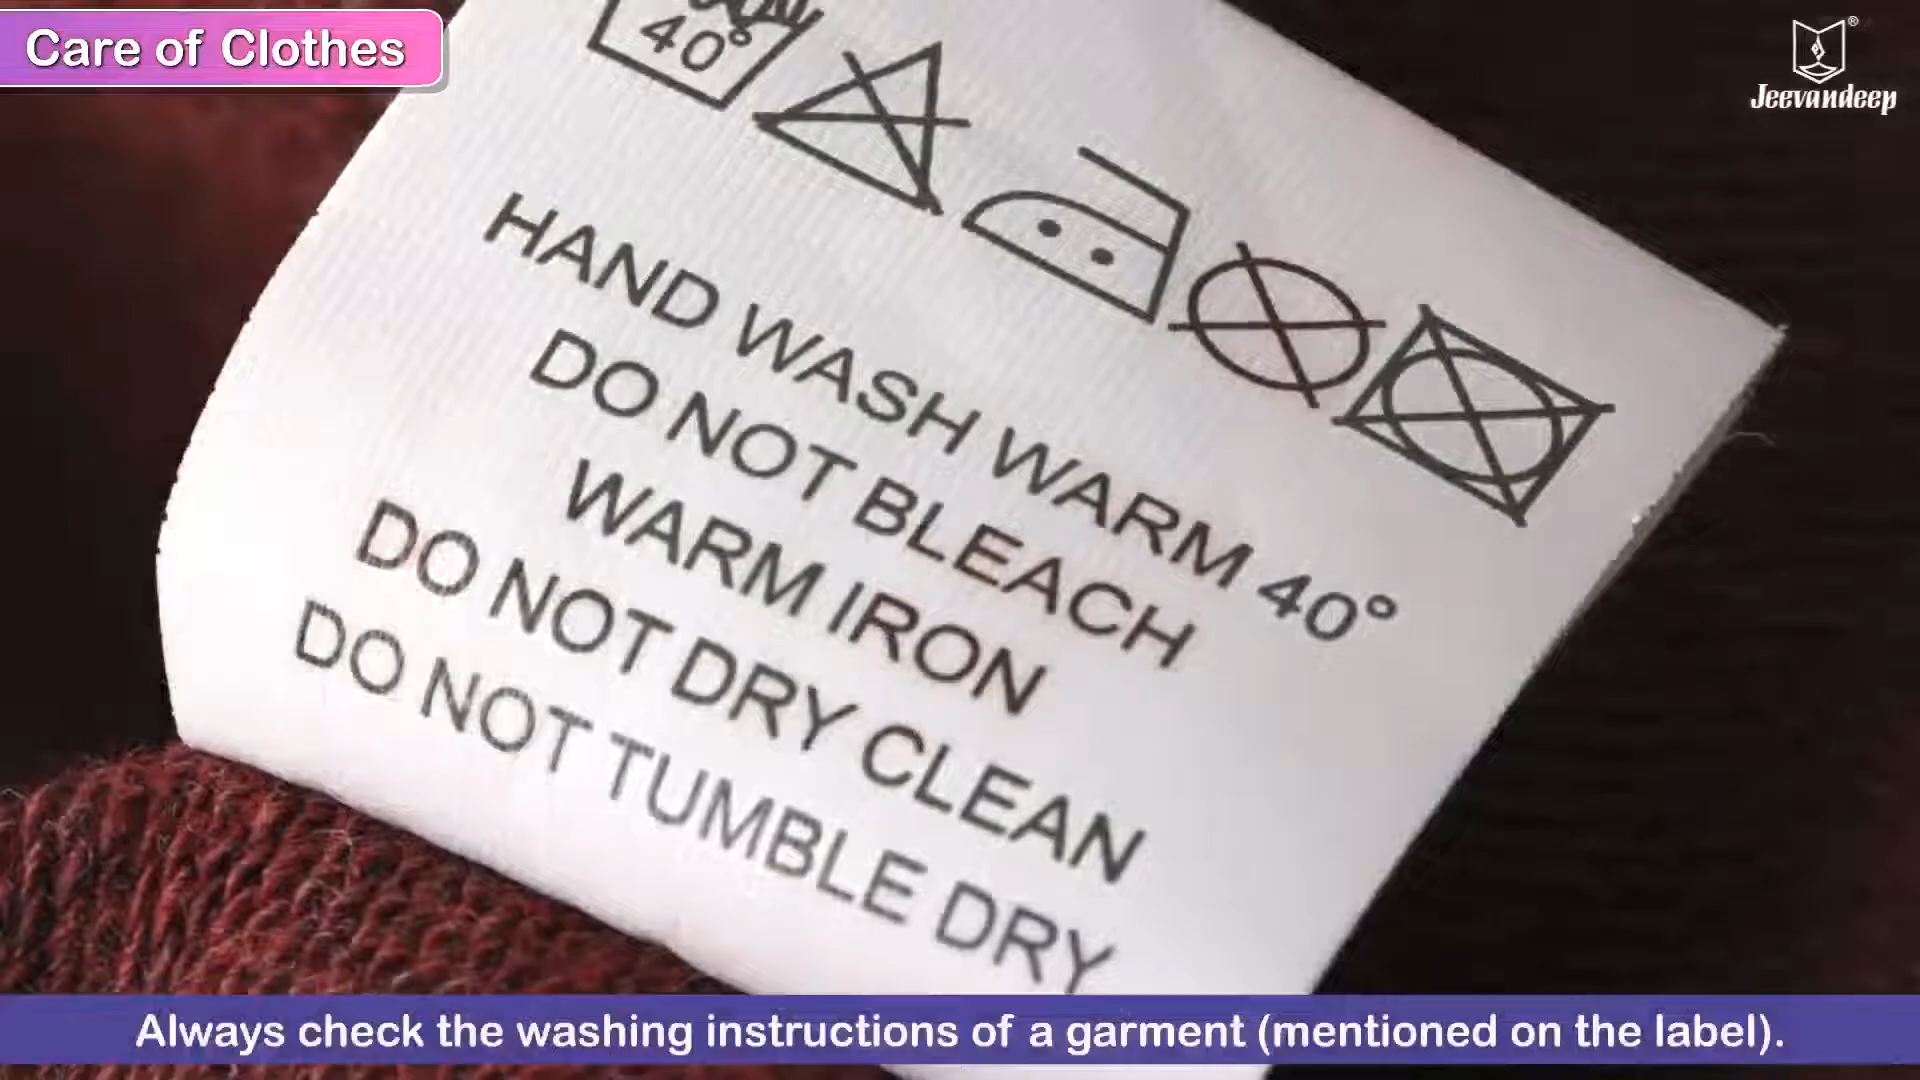 Care of Clothes
Jeevandeep®
40°
HAND WASH WARM 40°
DO NOT BLEACH
WARM IRON
DO NOT DRY CLEAN
DO NOT TUMBLE DRY
Always check the washing instructions of a garment (mentioned on the label).